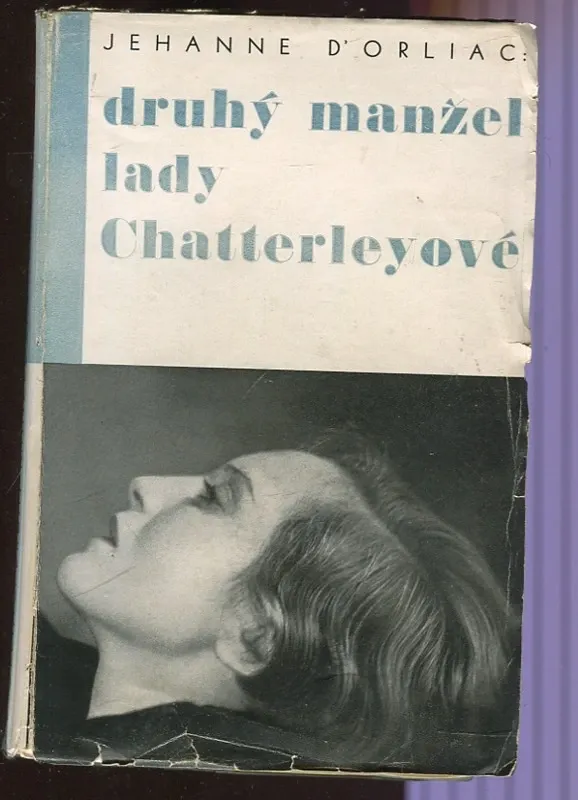 JEHANNE D'ORLIAC:
druhý manžel
lady
Chatterleyové